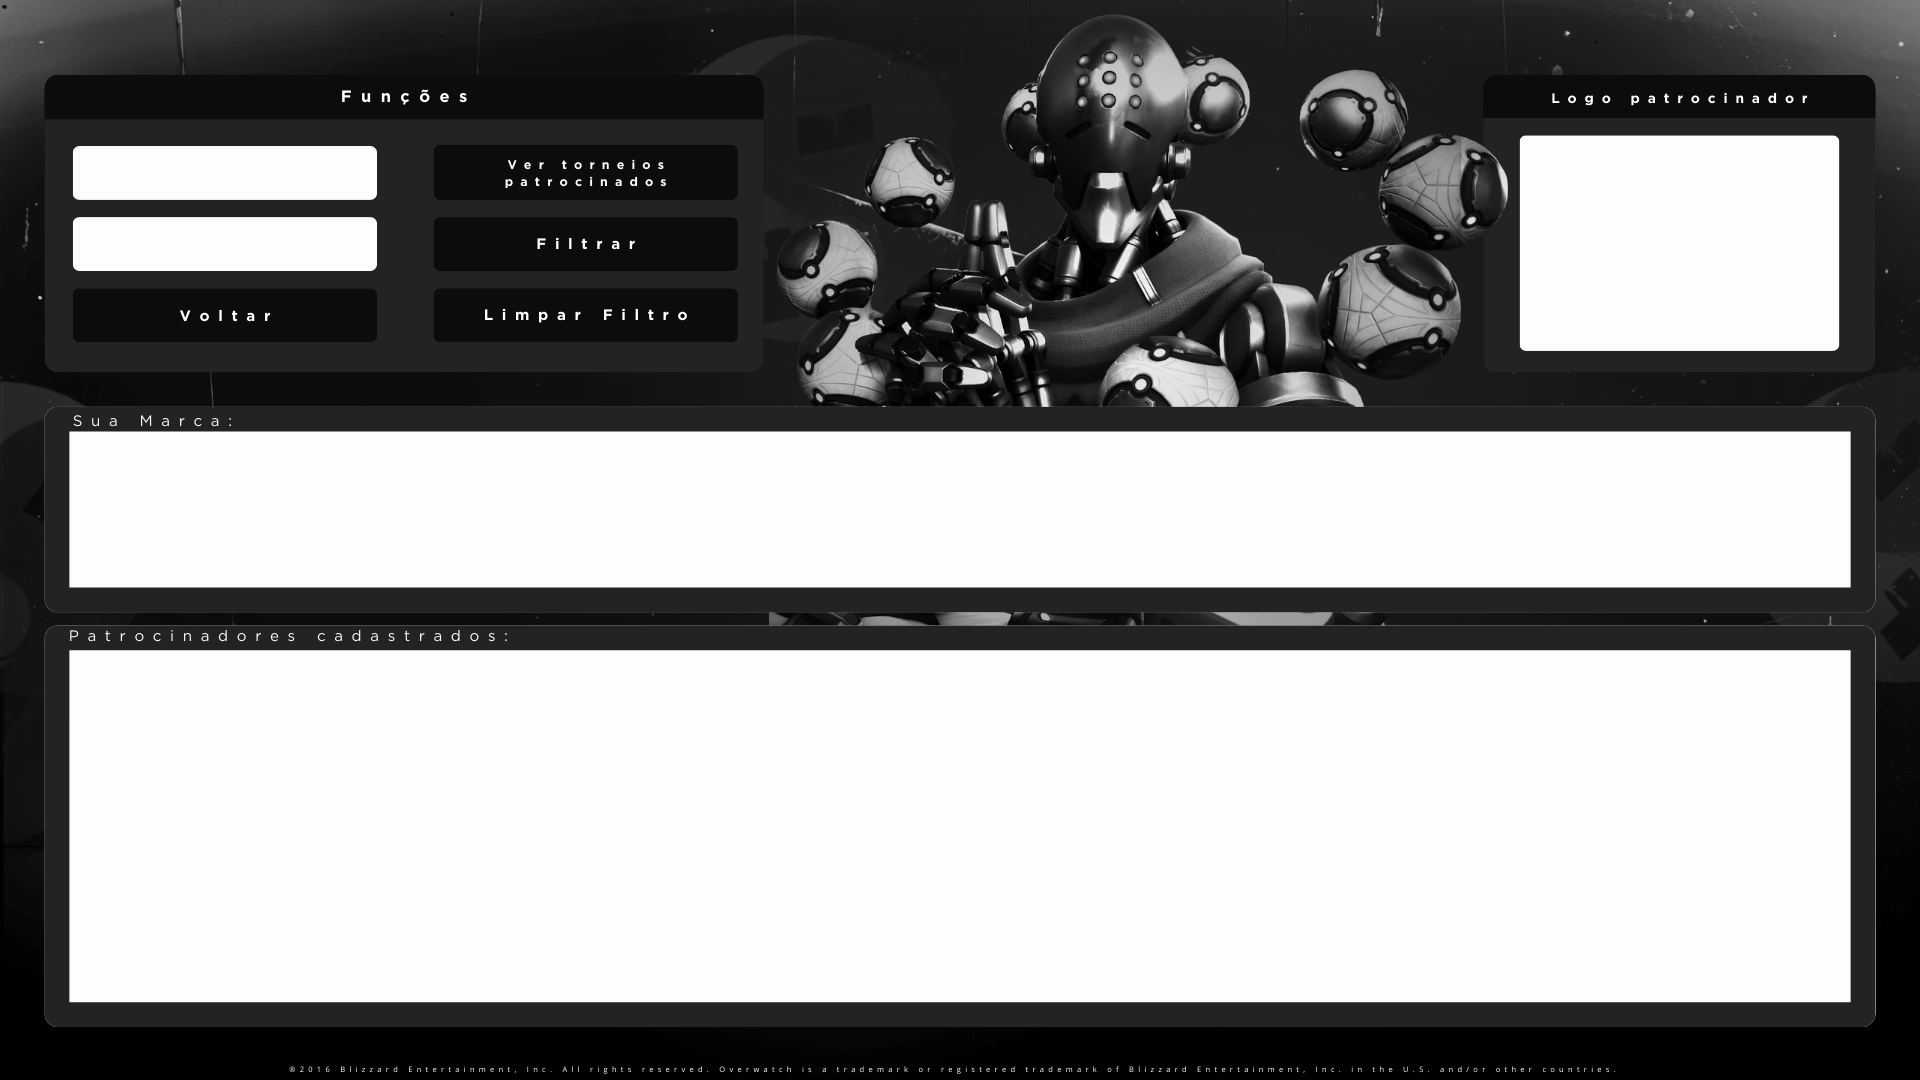 Funções
Logo patrocinador
Ver torneios
patrocinados
Filtrar
Voltar
Limpar Filtro
Sua Marca:
Patrocinadores cadastrados:
©2016 Blizzard Entertainment, Inc. All rights reserved. Overwatch is a trademark or registered trademark of Blizzard Entertainment, Inc. in the U.S. and/or other countries.